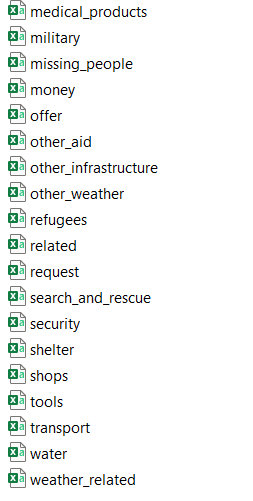 medical_products
military
missing_people
money
offer
other_aid
other_infrastructure
other_weather
refugees
related
request
search_and_rescue
security
shelter
shops
tools
transport
water
weather_related